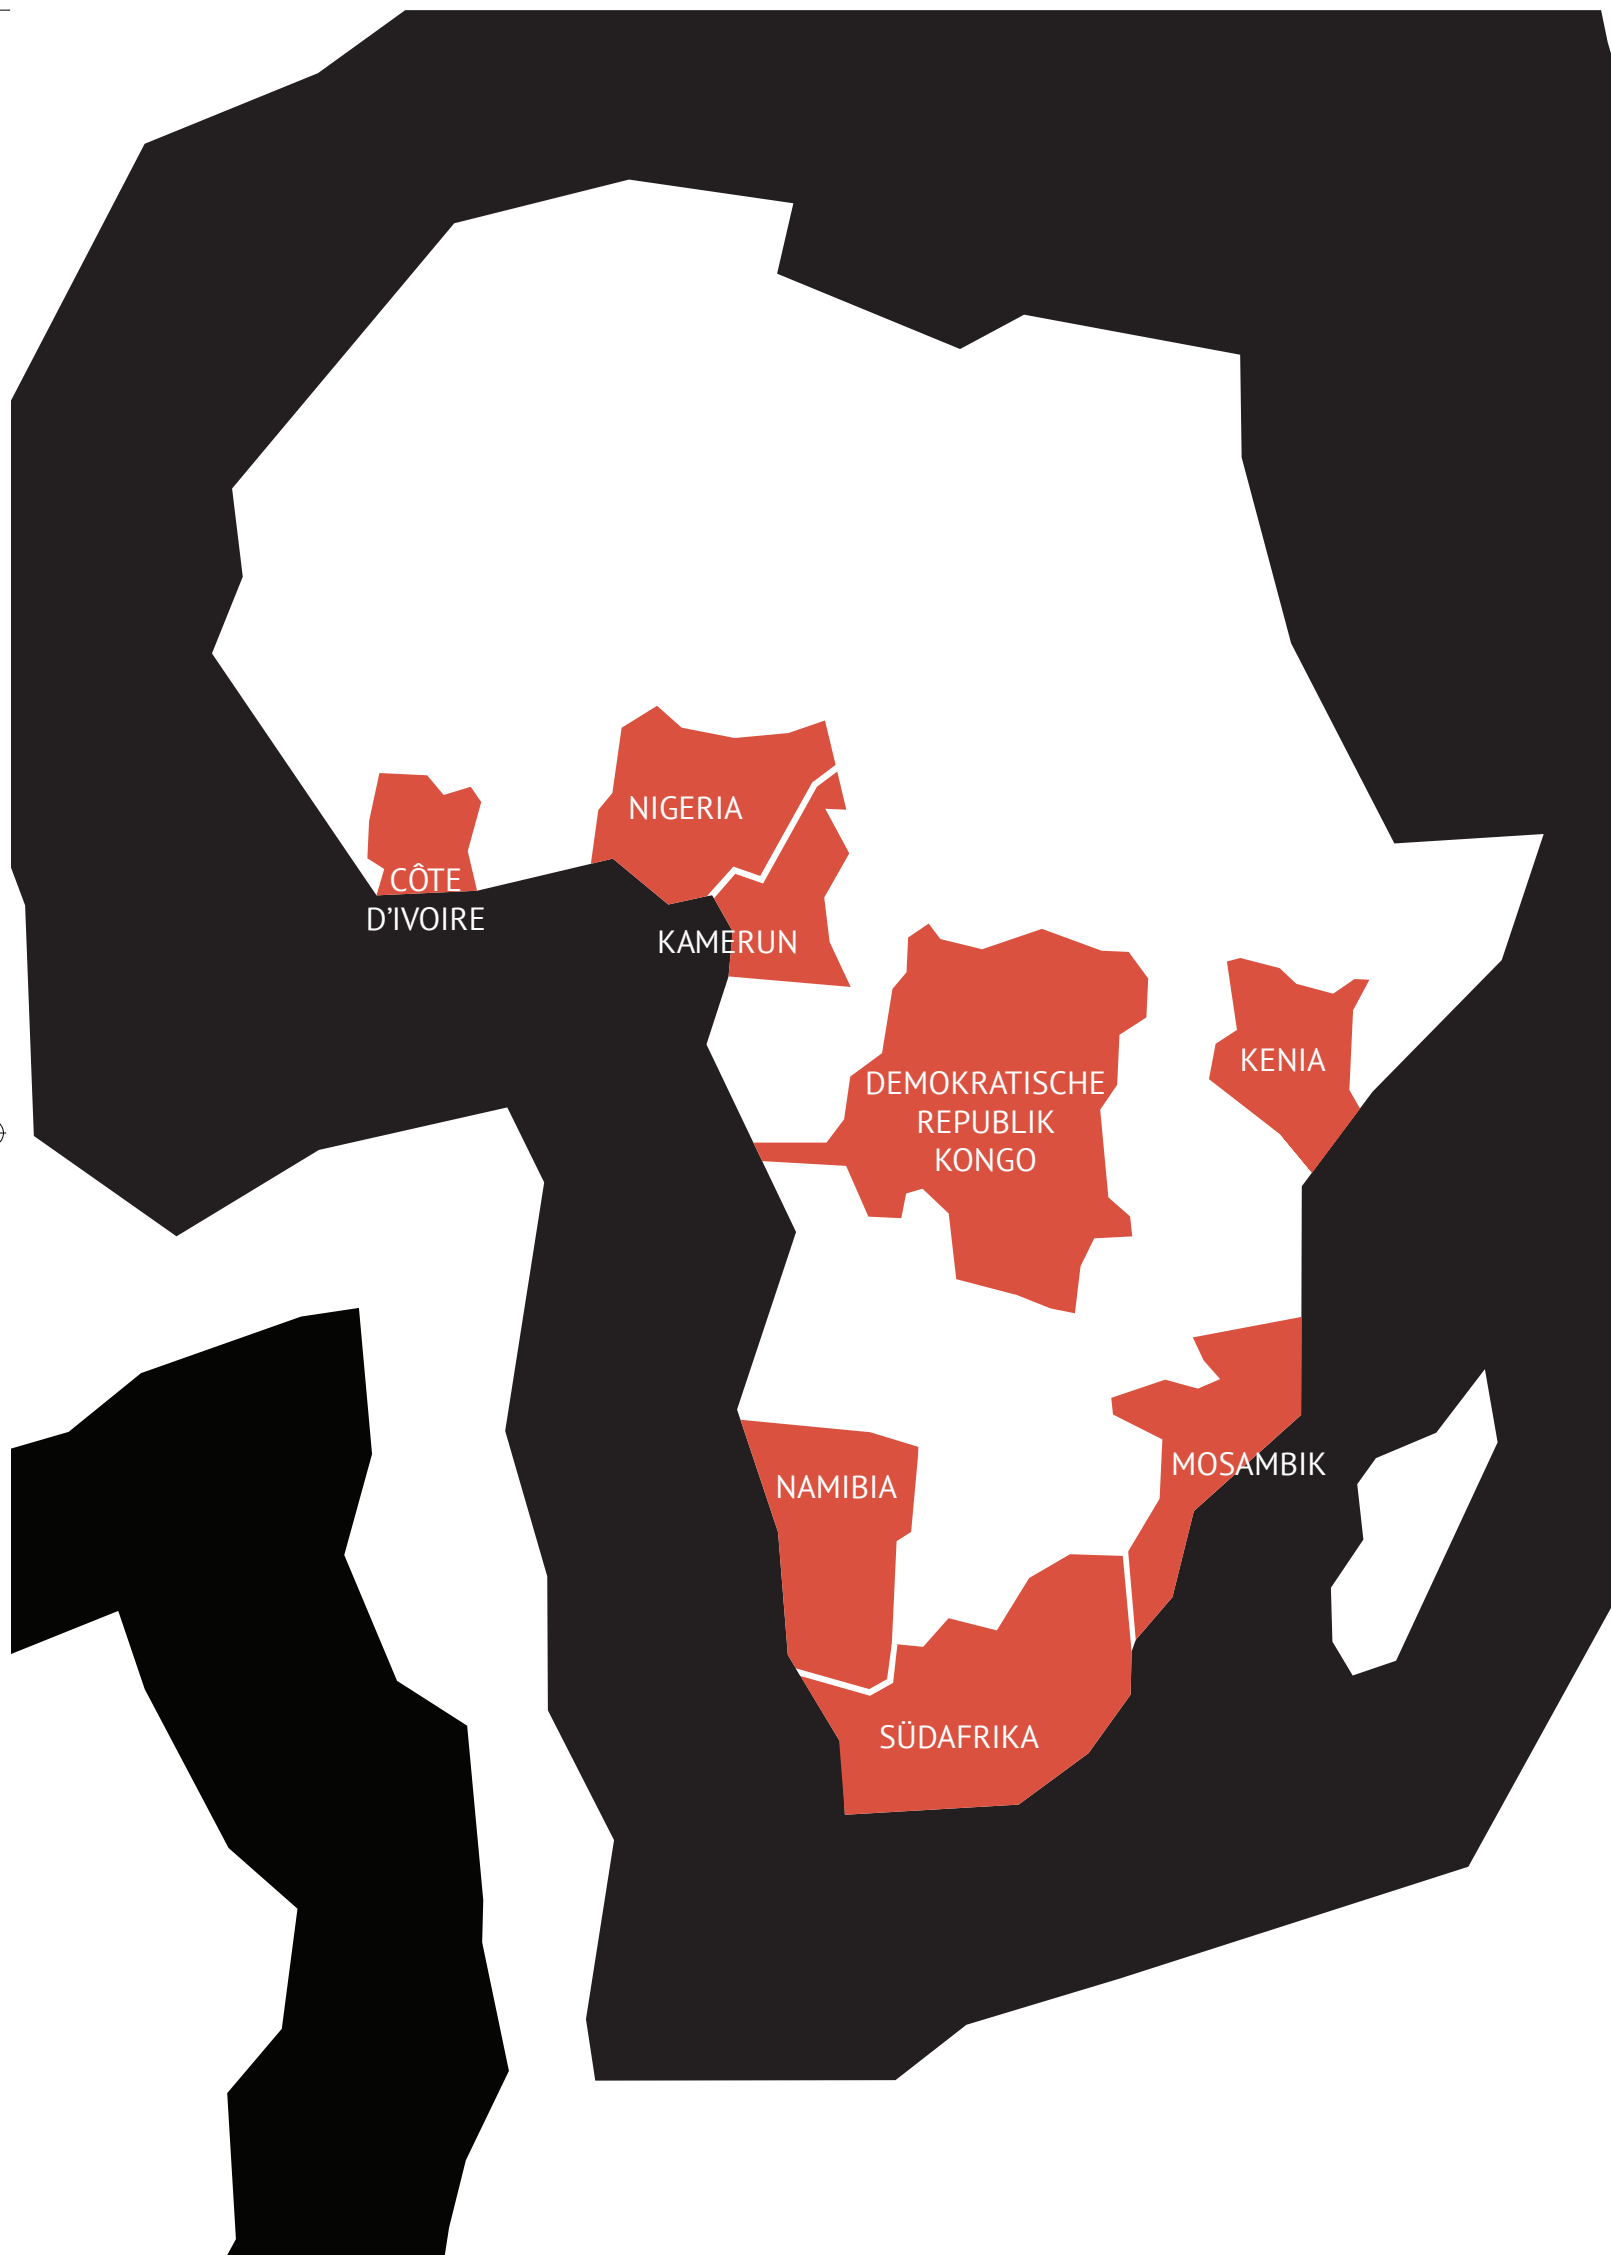 NIGERIA
CÔTE
D’IVOIRE
KAMERUN
KENIA
DEMOKRATISCHE
REPUBLIK
KONGO
MOSAMBIK
NAMIBIA
SÜDAFRIKA